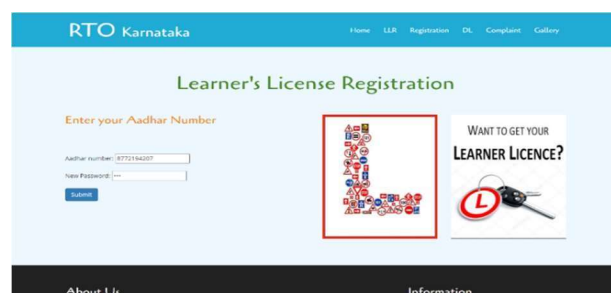 RTO Karnataka
Home LLR Registration DL Complaint Gallery
Learner's License Registration
Enter your Aadhar Number
Aadhar number: 8772194207
New Password: ---
Submit
L
WANT TO GET YOUR
LEARNER LICENCE?
L
About Us
Information